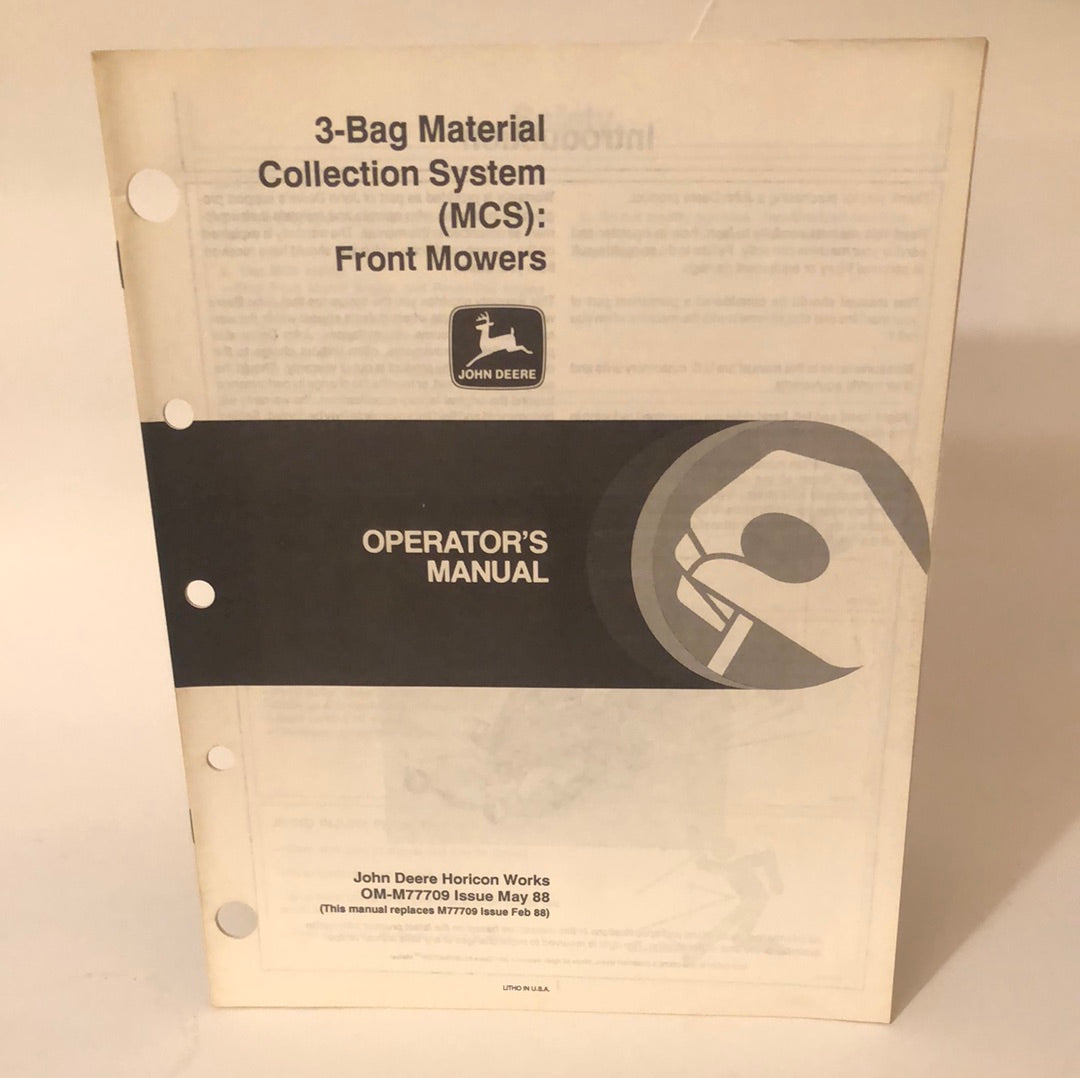 3-Bag Material
Collection System
(MCS):
Front Mowers
JOHN DEERE
OPERATOR'S
MANUAL
John Deere Horicon Works
OM-M77709 Issue May 88
(This manual replaces M77709 Issue Feb 88)
LITHO IN U.S.A.